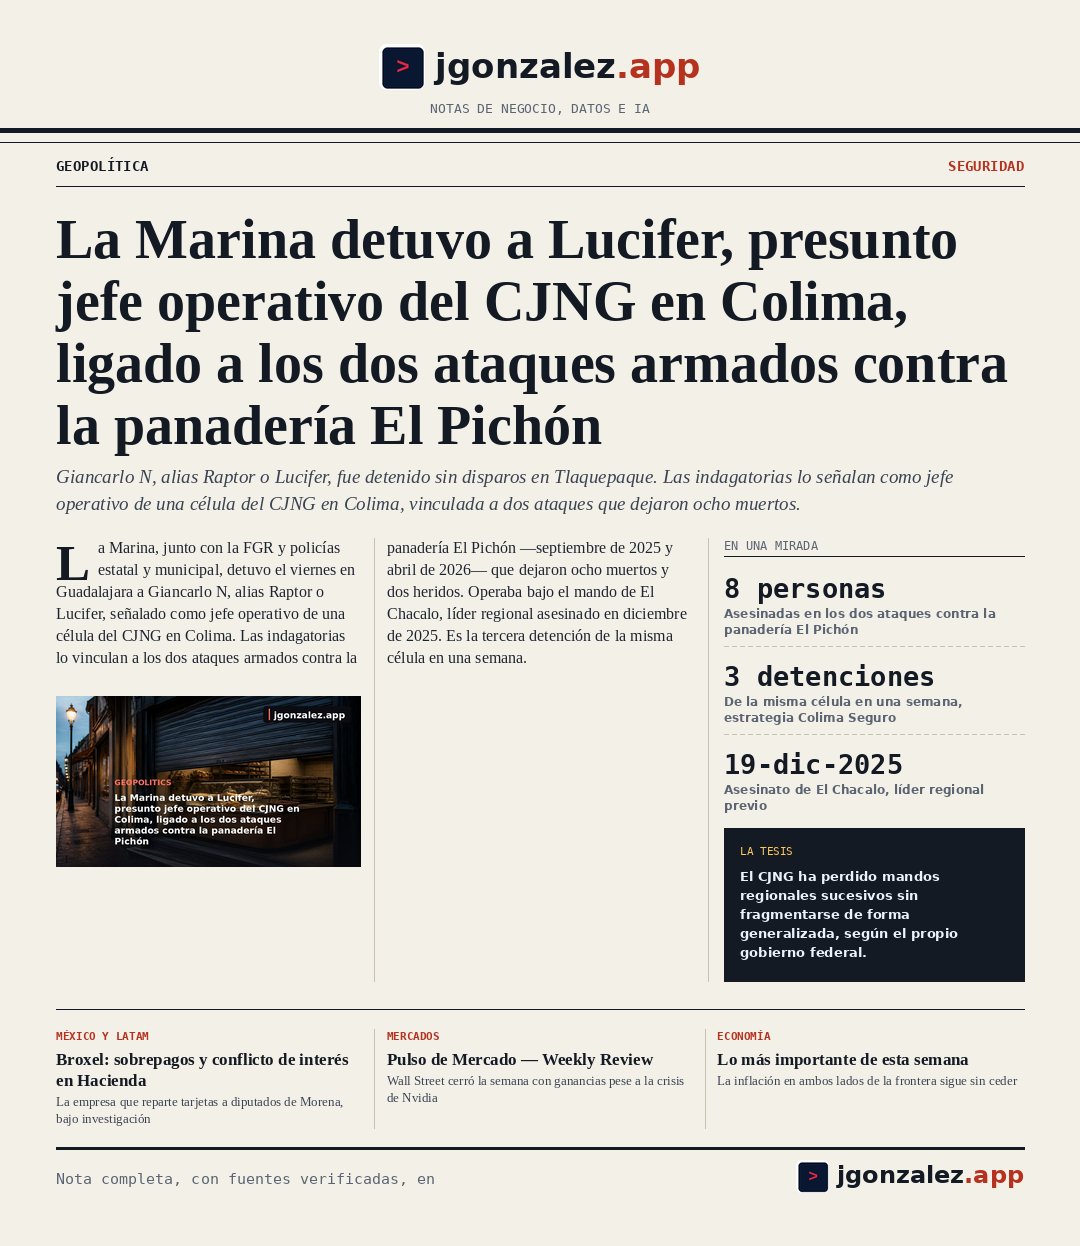 > jgonzalez.app
NOTAS DE NEGOCIO, DATOS E IA
GEOPOLÍTICA
SEGURIDAD
La Marina detuvo a Lucifer, presunto
jefe operativo del CJNG en Colima,
ligado a los dos ataques armados contra
la panadería El Pichón
Giancarlo N, alias Raptor o Lucifer, fue detenido sin disparos en Tlaquepaque. Las indagatorias lo señalan como jefe
operativo de una célula del CJNG en Colima, vinculada a dos ataques que dejaron ocho muertos.
La Marina, junto con la FGR y policías
estatal y municipal, detuvo el viernes en
Guadalajara a Giancarlo N, alias Raptor o
Lucifer, señalado como jefe operativo de una
célula del CJNG en Colima. Las indagatorias
lo vinculan a los dos ataques armados contra la
panadería El Pichón —septiembre de 2025 y
abril de 2026— que dejaron ocho muertos y
dos heridos. Operaba bajo el mando de El
Chacalo, líder regional asesinado en diciembre
de 2025. Es la tercera detención de la misma
célula en una semana.
jgonzalez.app
GEOPOLITICS
La Marina detuvo a Lucifer,
presunto jefe operativo del CJNG en
Colima, ligado a los dos ataques
armados contra la panadería El
Pichón
EN UNA MIRADA
8 personas
Asesinadas en los dos ataques contra la
panadería El Pichón
3 detenciones
De la misma célula en una semana,
estrategia Colima Seguro
19-dic-2025
Asesinato de El Chacalo, líder regional
previo
LA TESIS
El CJNG ha perdido mandos
regionales sucesivos sin
fragmentarse de forma
generalizada, según el propio
gobierno federal.
MÉXICO Y LATAM
Broxel: sobrepagos y conflicto de interés
en Hacienda
La empresa que reparte tarjetas a diputados de Morena,
bajo investigación
MERCADOS
Pulso de Mercado — Weekly Review
Wall Street cerró la semana con ganancias pese a la crisis
de Nvidia
ECONOMÍA
Lo más importante de esta semana
La inflación en ambos lados de la frontera sigue sin ceder
Nota completa, con fuentes verificadas, en
> jgonzalez.app